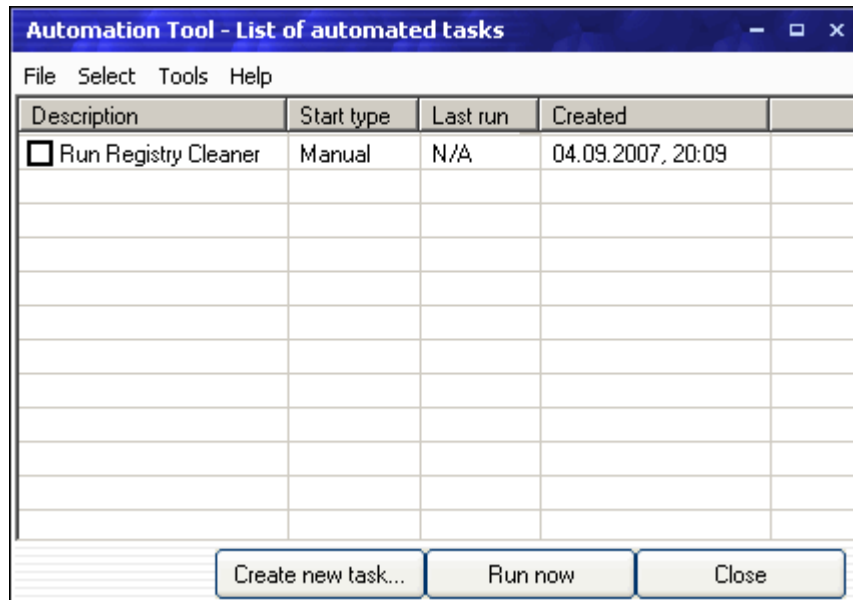 Automation Tool - List of automated tasks
File Select Tools Help
Description Start type Last run Created
Run Registry Cleaner Manual N/A 04.09.2007, 20:09
Create new task... Run now Close